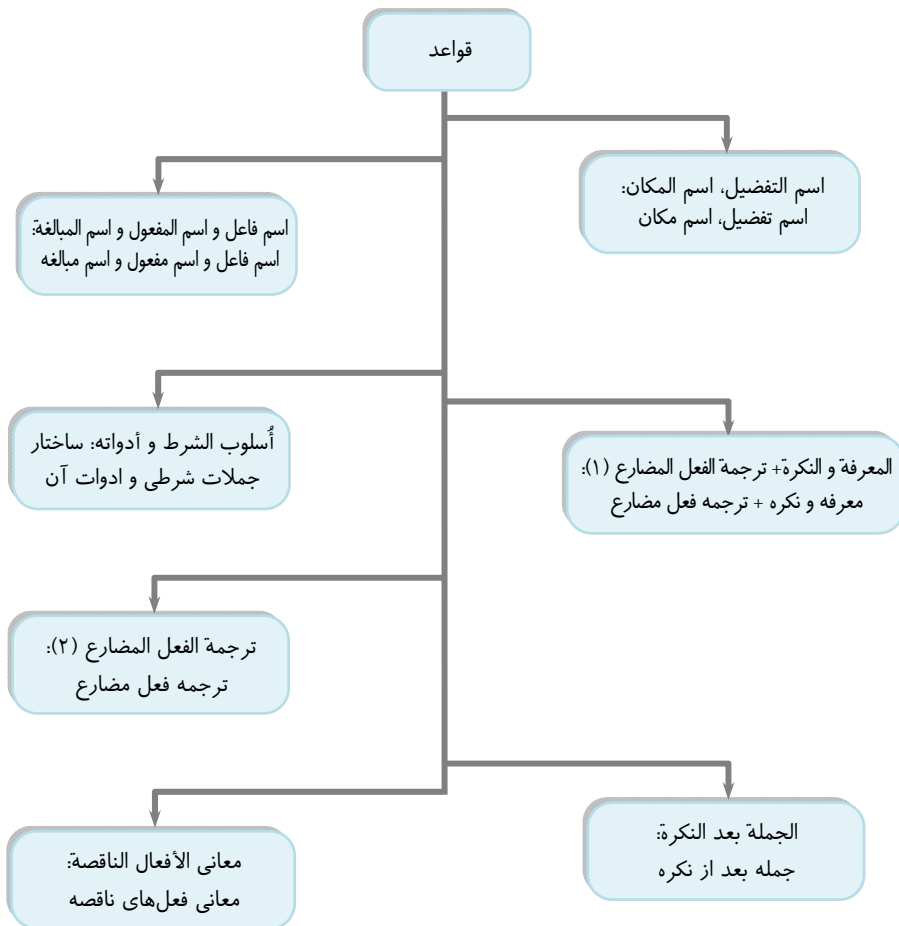 قواعد
اسم التفضیل، اسم المکان:
اسم تفضیل، اسم مکان
اسم فاعل و اسم المفعول و اسم المبالغة:
اسم فاعل و اسم مفعول و اسم مبالغه
أُسلوب الشرط و أدواته: ساختار
جملات شرطی و ادوات آن
المعرفة و النکرة+ ترجمة الفعل المضارع (۱):
معرفه و نکره + ترجمه فعل مضارع
ترجمة الفعل المضارع (۲):
ترجمه فعل مضارع
الجملة بعد النکرة:
جمله بعد از نکره
معانی الأفعال الناقصة:
معانی فعل‌های ناقصه